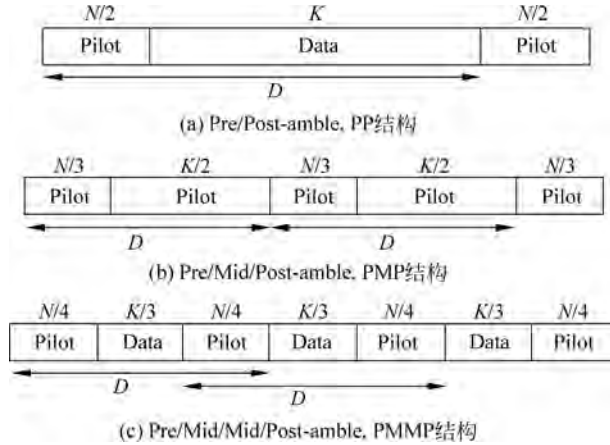 N/2 K N/2
Pilot Data Pilot
D
(a) Pre/Post-amble, PP结构
N/3 K/2 N/3 K/2 N/3
Pilot Pilot Pilot Pilot Pilot
D D
(b) Pre/Mid/Post-amble, PMP结构
N/4 K/3 N/4 K/3 N/4 K/3 N/4
Pilot Data Pilot Data Pilot Data Pilot
D
D
(c) Pre/Mid/Mid/Post-amble, PMMP结构